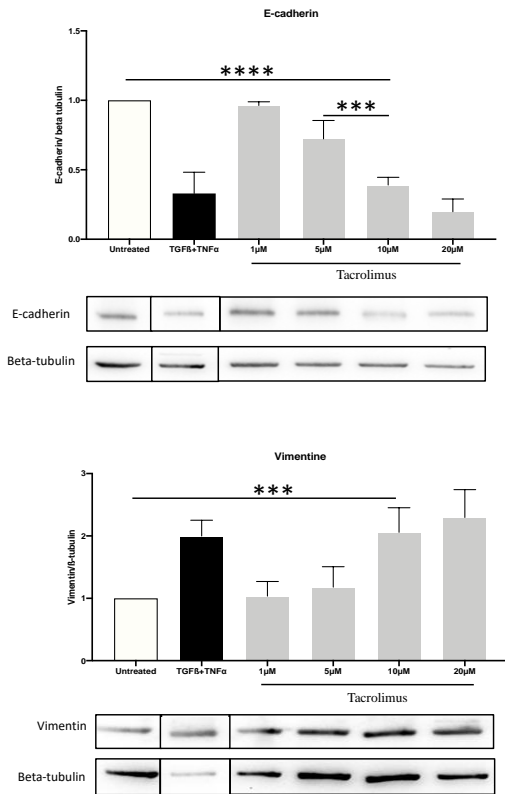 E-cadherin
E-cadherin/ beta tubulin
1.5
1.0
0.5
0.0
****
***
Untreated TGFß+TNFα 1µM 5µM 10µM 20µM
Tacrolimus
E-cadherin
Beta-tubulin
Vimentine
Vimentin/ß-tubulin
3
2
1
0
***
Untreated TGFß+TNFα 1µM 5µM 10µM 20µM
Tacrolimus
Vimentin
Beta-tubulin